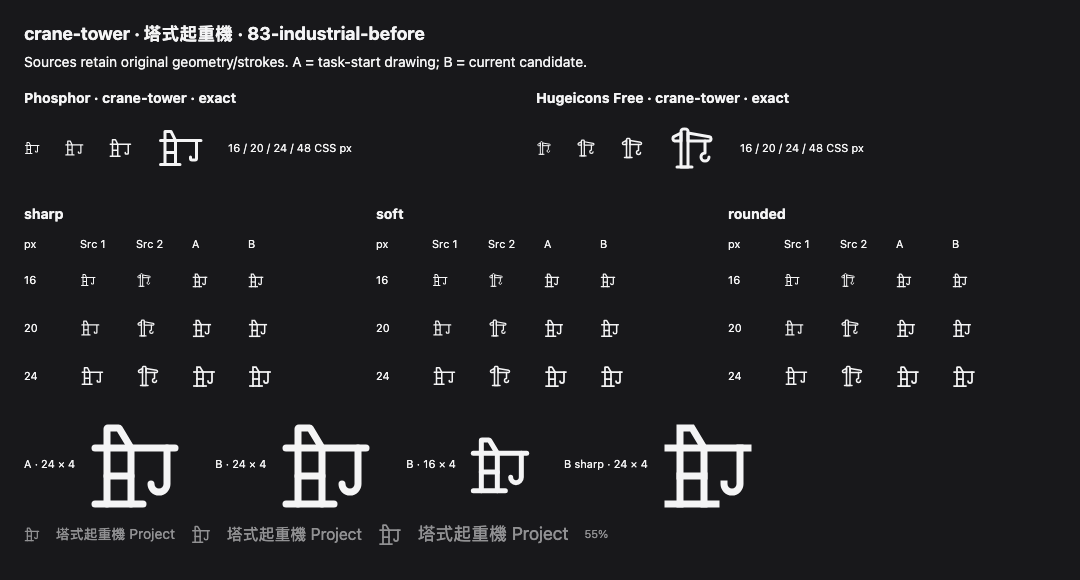 crane-tower · 塔式起重機 · 83-industrial-before
Sources retain original geometry/strokes. A = task-start drawing; B = current candidate.
Phosphor · crane-tower · exact
Hugeicons Free · crane-tower · exact
16 / 20 / 24 / 48 CSS px
16 / 20 / 24 / 48 CSS px
sharp
soft
rounded
px Src 1 Src 2 A B
px Src 1 Src 2 A B
px Src 1 Src 2 A B
16
16
16
20
20
20
24
24
24
A · 24 × 4
B · 24 × 4
B · 16 × 4
B sharp · 24 × 4
塔式起重機 Project
塔式起重機 Project
塔式起重機 Project
55%